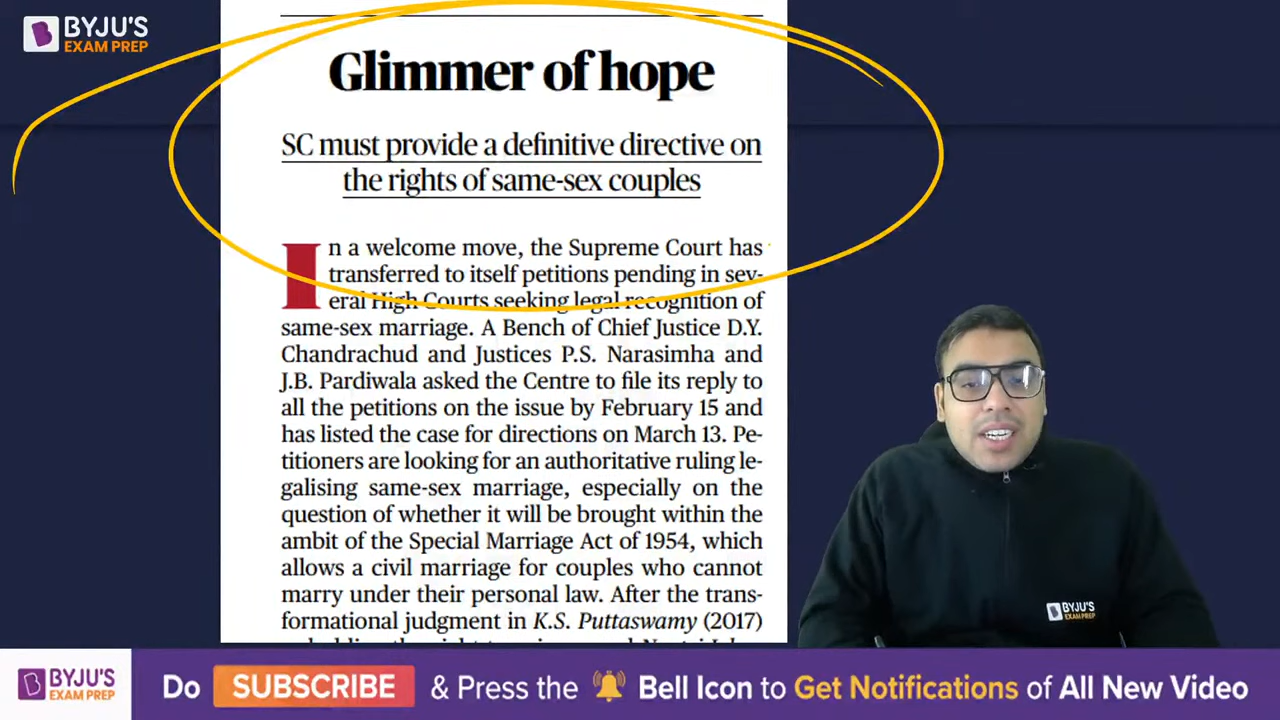 BYJU'S
EXAM PREP
Glimmer of hope
SC must provide a definitive directive on
the rights of same-sex couples
In a welcome move, the Supreme Court has
transferred to itself petitions pending in sev-
eral High Courts seeking legal recognition of
same-sex marriage. A Bench of Chief Justice D.Y.
Chandrachud and Justices P.S. Narasimha and
J.B. Pardiwala asked the Centre to file its reply to
all the petitions on the issue by February 15 and
has listed the case for directions on March 13. Pe-
titioners are looking for an authoritative ruling le-
galising same-sex marriage, especially on the
question of whether it will be brought within the
ambit of the Special Marriage Act of 1954, which
allows a civil marriage for couples who cannot
marry under their personal law. After the trans-
formational judgment in K.S. Puttaswamy (2017)
BYJU'S
EXAM PREP
BYJU'S
EXAM PREP
Do SUBSCRIBE & Press the Bell Icon to Get Notifications of All New Video